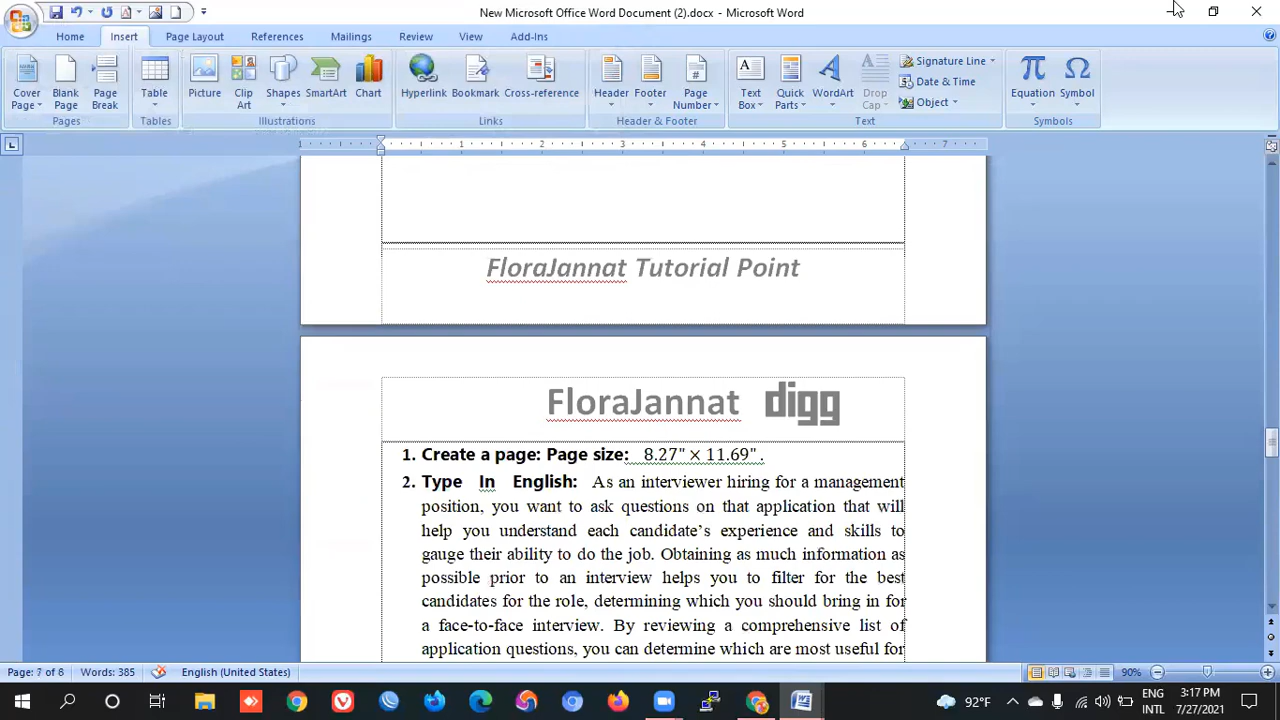 New Microsoft Office Word Document (2).docx - Microsoft Word
Home Insert Page Layout References Mailings Review View Add-Ins
Cover Page Blank Page Page Break Table Picture Clip Art Shapes SmartArt Chart Hyperlink Bookmark Cross-reference Header Footer Page Number Text Box Quick Parts WordArt Drop Cap Signature Line Date & Time Object Equation Symbol
Pages Tables Illustrations Links Header & Footer Text Symbols
1 1 2 3 4 5 6 7
FloraJannat Tutorial Point
FloraJannat digg
1. Create a page: Page size: 8.27" × 11.69" .
2. Type In English: As an interviewer hiring for a management
position, you want to ask questions on that application that will
help you understand each candidate’s experience and skills to
gauge their ability to do the job. Obtaining as much information as
possible prior to an interview helps you to filter for the best
candidates for the role, determining which you should bring in for
a face-to-face interview. By reviewing a comprehensive list of
application questions, you can determine which are most useful for
Page: 7 of 8 Words: 385 English (United States) 90%
92°F ENG INTL 3:17 PM 7/27/2021